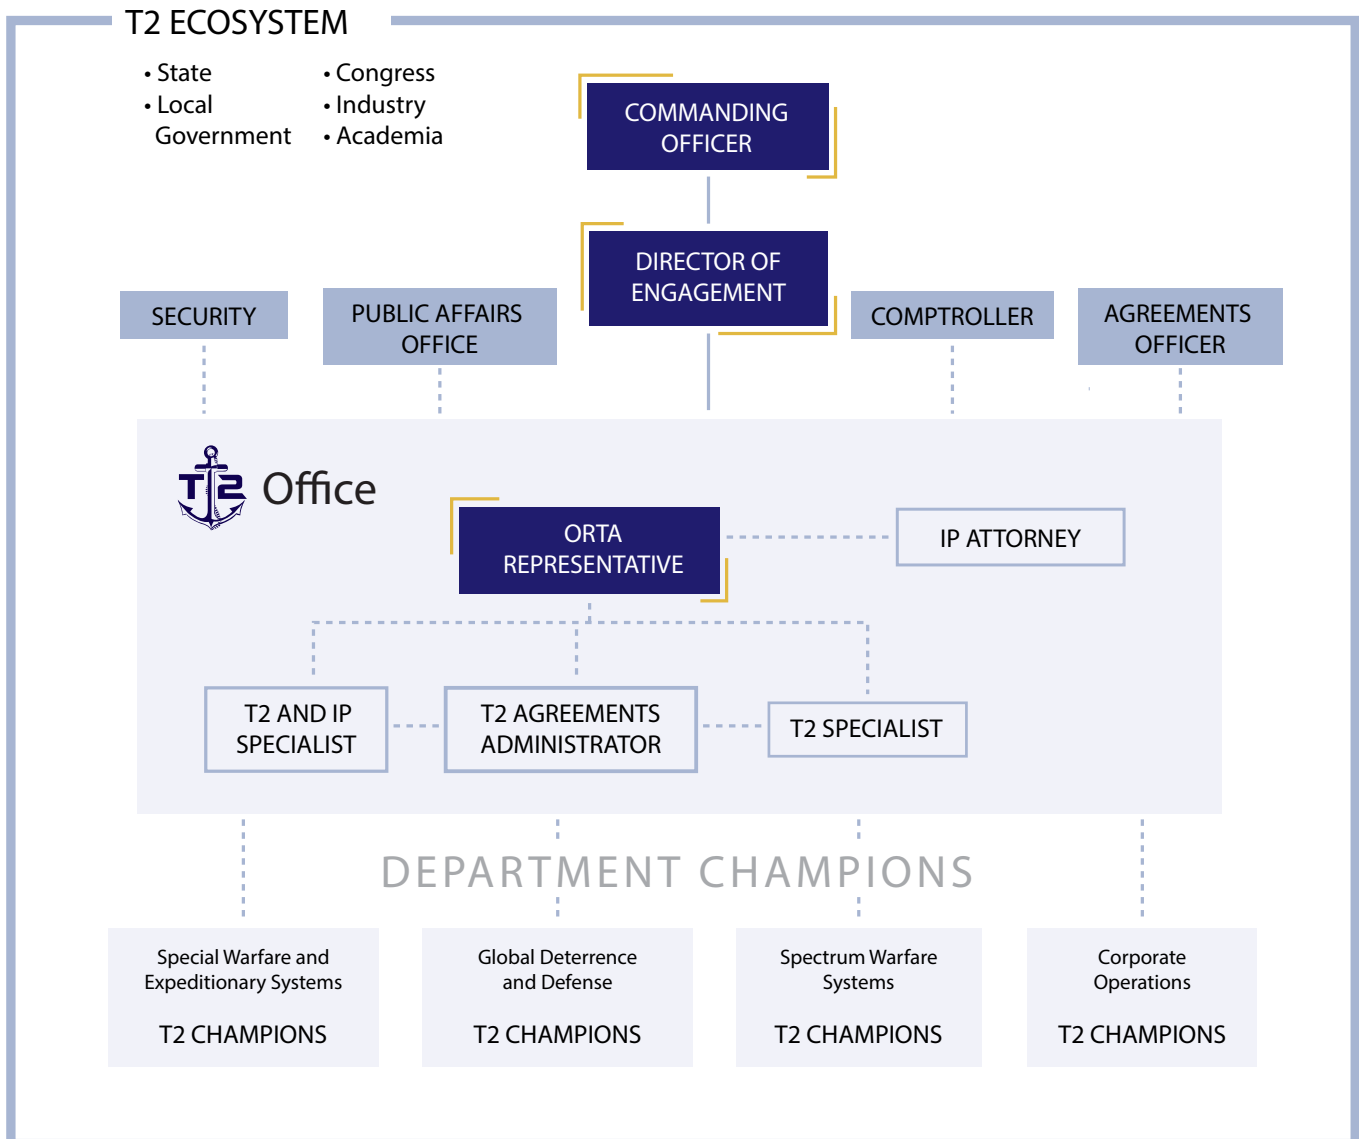 T2 ECOSYSTEM
• State
• Local
Government
• Congress
• Industry
• Academia
COMMANDING
OFFICER
DIRECTOR OF
ENGAGEMENT
SECURITY
PUBLIC AFFAIRS
OFFICE
COMPTROLLER
AGREEMENTS
OFFICER
T2 Office
ORTA
REPRESENTATIVE
IP ATTORNEY
T2 AND IP
SPECIALIST
T2 AGREEMENTS
ADMINISTRATOR
T2 SPECIALIST
DEPARTMENT CHAMPIONS
Special Warfare and
Expeditionary Systems
T2 CHAMPIONS
Global Deterrence
and Defense
T2 CHAMPIONS
Spectrum Warfare
Systems
T2 CHAMPIONS
Corporate
Operations
T2 CHAMPIONS